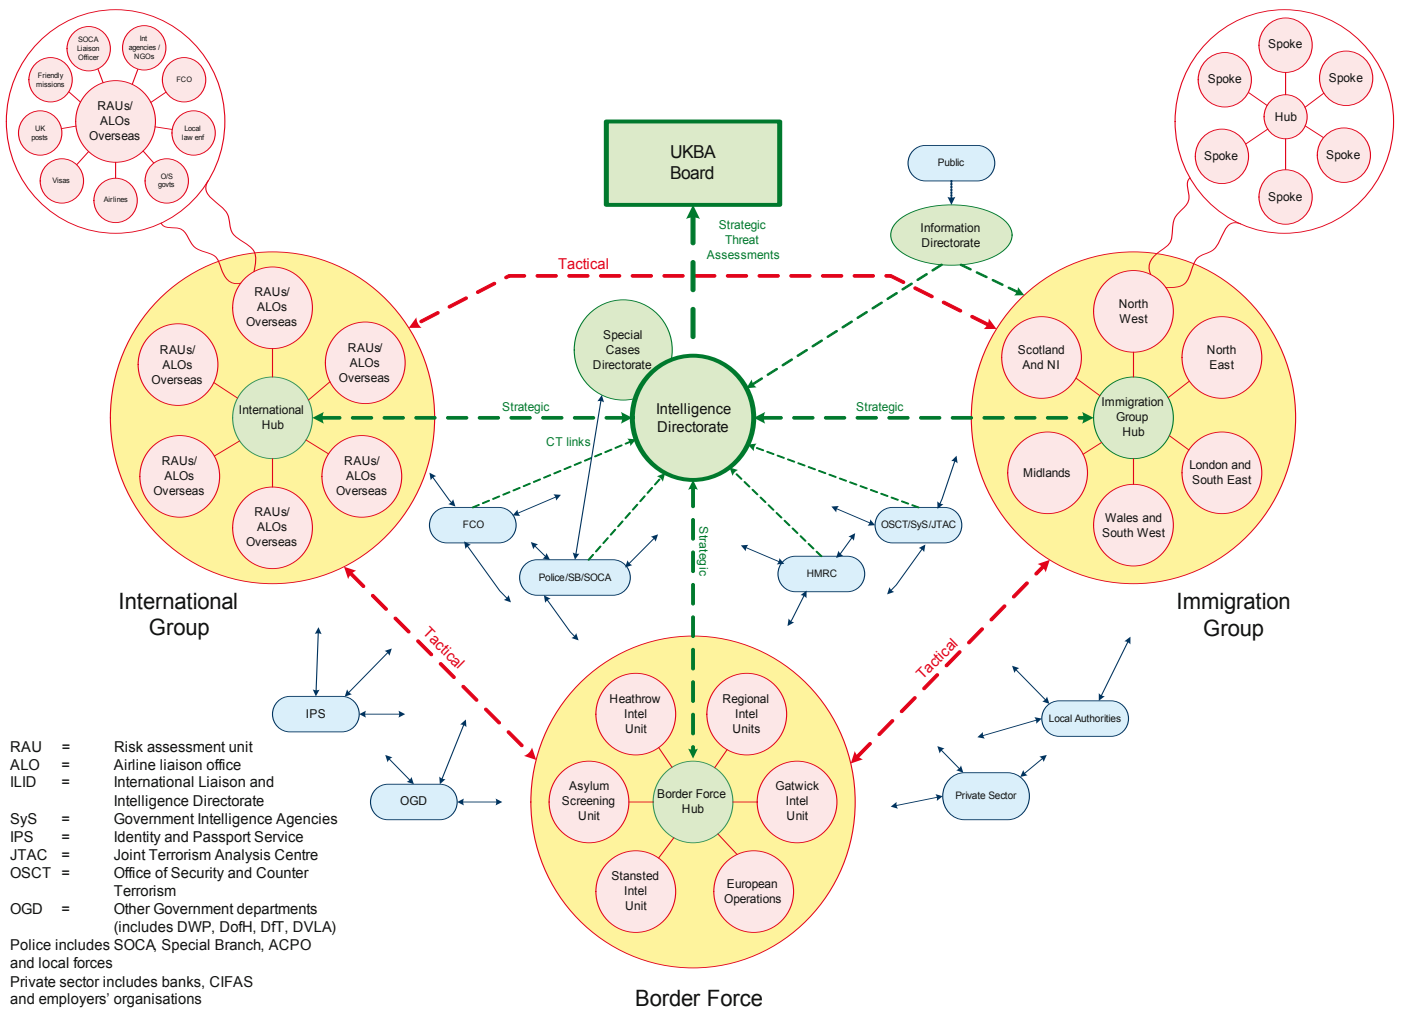 SOCA
Liaison
Officer
Int
agencies /
NGOs
Friendly
missions
FCO
RAUs/
ALOs
Overseas
UK
posts
Local
law enf
Visas
O/S
govts
Airlines
Spoke
Spoke
Spoke
Hub
Spoke
Spoke
Spoke
UKBA
Board
Public
Strategic
Threat
Assessments
Information
Directorate
Tactical
RAUs/
ALOs
Overseas
RAUs/
ALOs
Overseas
RAUs/
ALOs
Overseas
International
Hub
RAUs/
ALOs
Overseas
RAUs/
ALOs
Overseas
RAUs/
ALOs
Overseas
International
Group
Special
Cases
Directorate
Intelligence
Directorate
Strategic
Strategic
CT links
Strategic
North
West
Scotland
And NI
North
East
Immigration
Group
Hub
Midlands
London and
South East
Wales and
South West
Immigration
Group
FCO
Police/SB/SOCA
HMRC
OSCT/SyS/JTAC
Tactical
Tactical
IPS
OGD
Local Authorities
Private Sector
Heathrow
Intel
Unit
Regional
Intel
Units
Asylum
Screening
Unit
Border Force
Hub
Gatwick
Intel
Unit
Stansted
Intel
Unit
European
Operations
Border Force
RAU = Risk assessment unit
ALO = Airline liaison office
ILID = International Liaison and
Intelligence Directorate
SyS = Government Intelligence Agencies
IPS = Identity and Passport Service
JTAC = Joint Terrorism Analysis Centre
OSCT = Office of Security and Counter
Terrorism
OGD = Other Government departments
(includes DWP, DofH, DfT, DVLA)
Police includes SOCA, Special Branch, ACPO
and local forces
Private sector includes banks, CIFAS
and employers' organisations